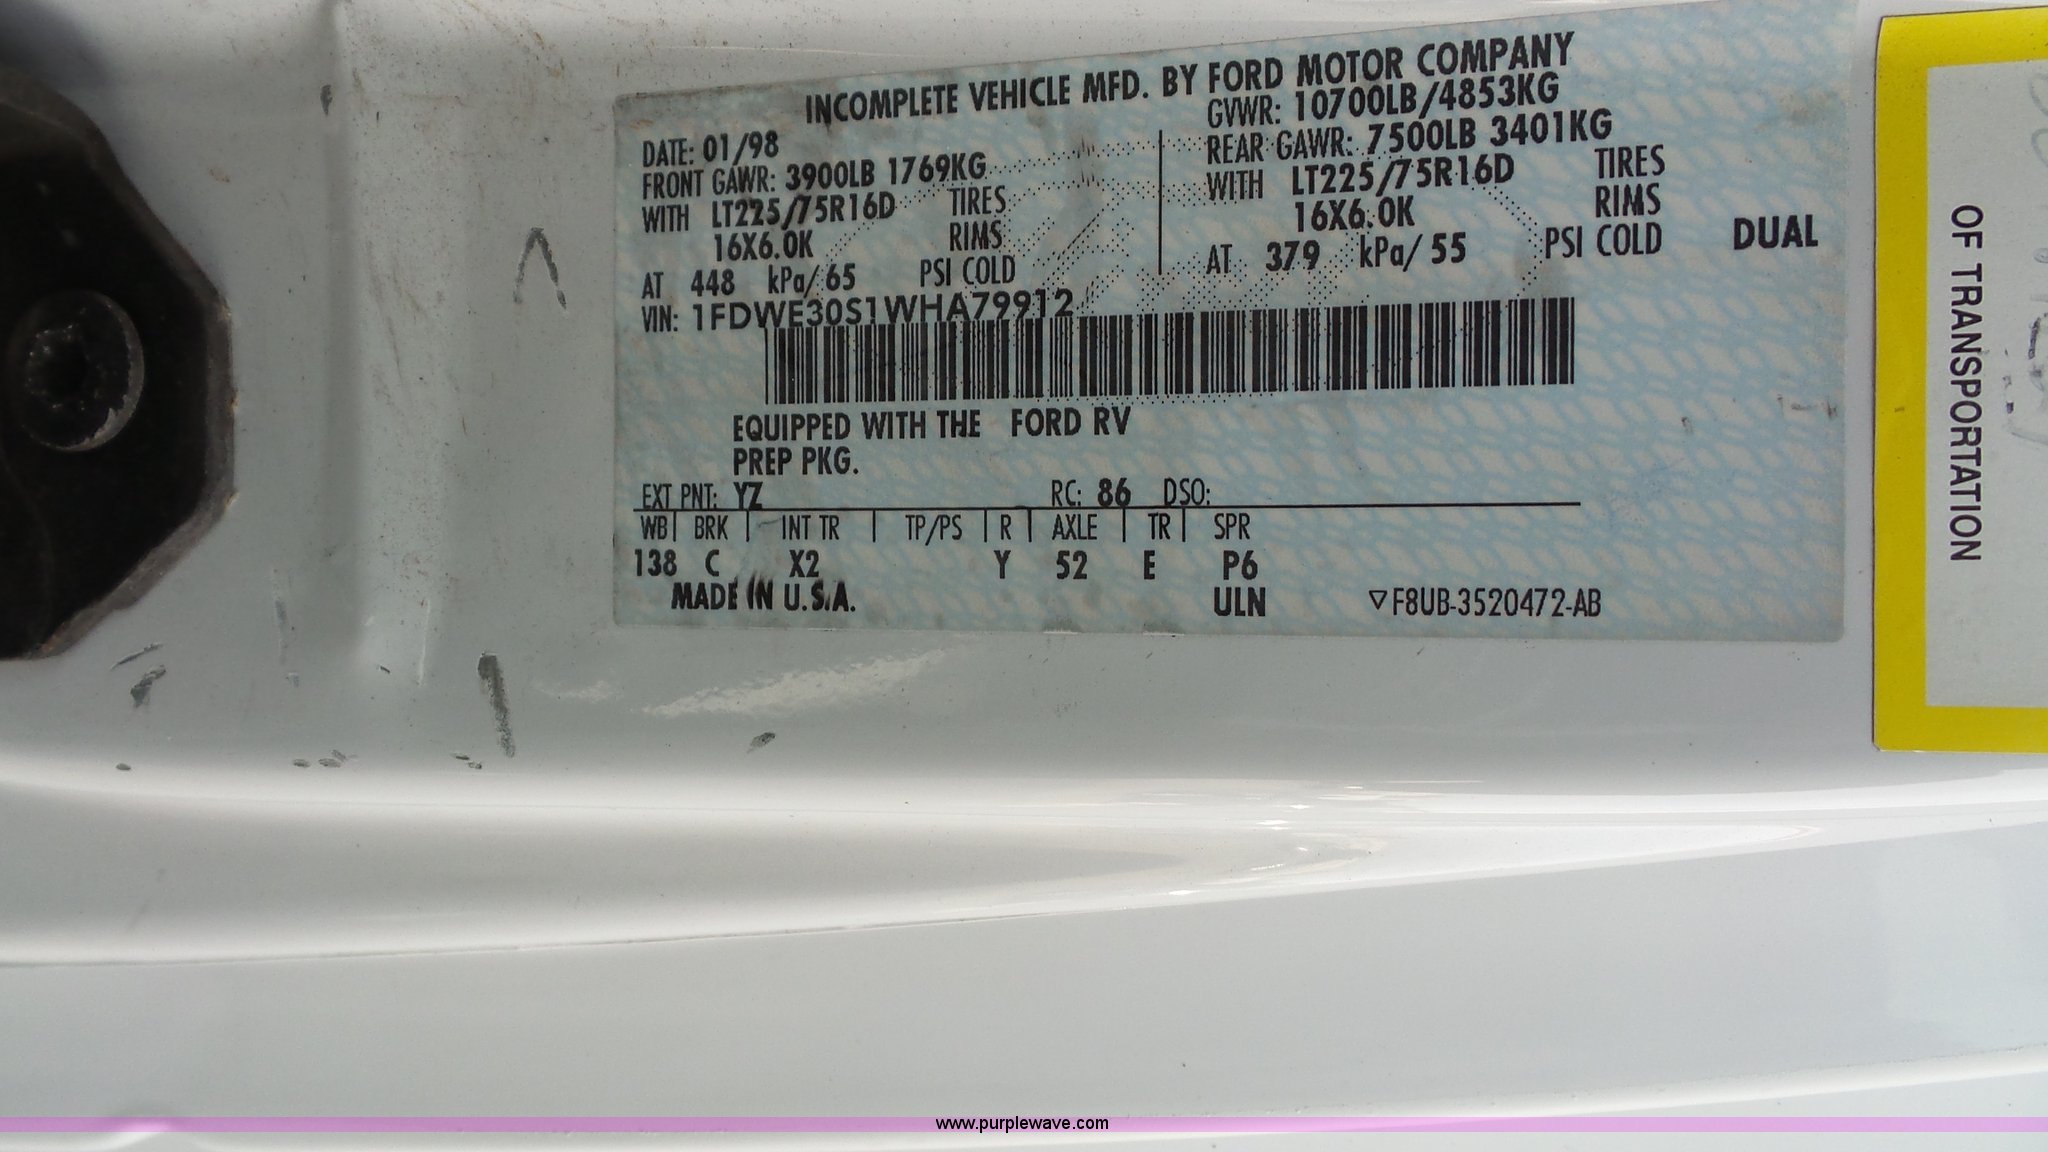 INCOMPLETE VEHICLE MFD. BY FORD MOTOR COMPANY
DATE: 01/98
GVWR: 10700LB/4853KG
FRONT GAWR: 3900LB 1769KG
REAR GAWR: 7500LB 3401KG
WITH LT225/75R16D TIRES
WITH LT225/75R16D TIRES
16X6.0K RIMS
16X6.0K RIMS
AT 448 kPa/65 PSI COLD
AT 379 kPa/ 55 PSI COLD DUAL
VIN: 1FDWE30S1WHA79912
EQUIPPED WITH THE FORD RV
PREP PKG.
EXT PNT: YZ RC: 86 DSO:
WB| BRK | INT TR | TP/PS | R | AXLE | TR | SPR
138 C X2 Y 52 E P6
MADE IN U.S.A. ULN ▽F8UB-3520472-AB
OF TRANSPORTATION
www.purplewave.com